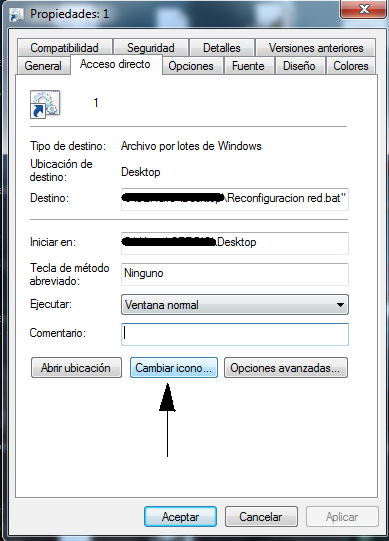 Propiedades: 1
Compatibilidad Seguridad Detalles Versiones anteriores
General Acceso directo Opciones Fuente Diseño Colores
1
Tipo de destino: Archivo por lotes de Windows
Ubicación de
destino: Desktop
Destino: \Reconfiguracion red.bat"
Iniciar en: \Desktop
Tecla de método
abreviado: Ninguno
Ejecutar: Ventana normal
Comentario:
Abrir ubicación Cambiar icono... Opciones avanzadas...
Aceptar Cancelar Aplicar